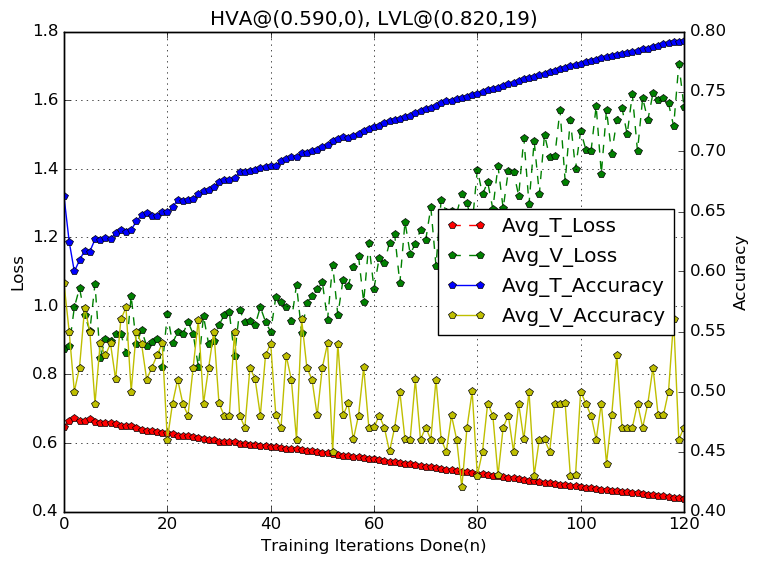 HVA@(0.590,0), LVL@(0.820,19)
1.8
1.6
1.4
1.2
1.0
0.8
0.6
0.4
Loss
0.80
0.75
0.70
0.65
0.60
0.55
0.50
0.45
0.40
Accuracy
Avg_T_Loss
Avg_V_Loss
Avg_T_Accuracy
Avg_V_Accuracy
0 20 40 60 80 100 120
Training Iterations Done(n)